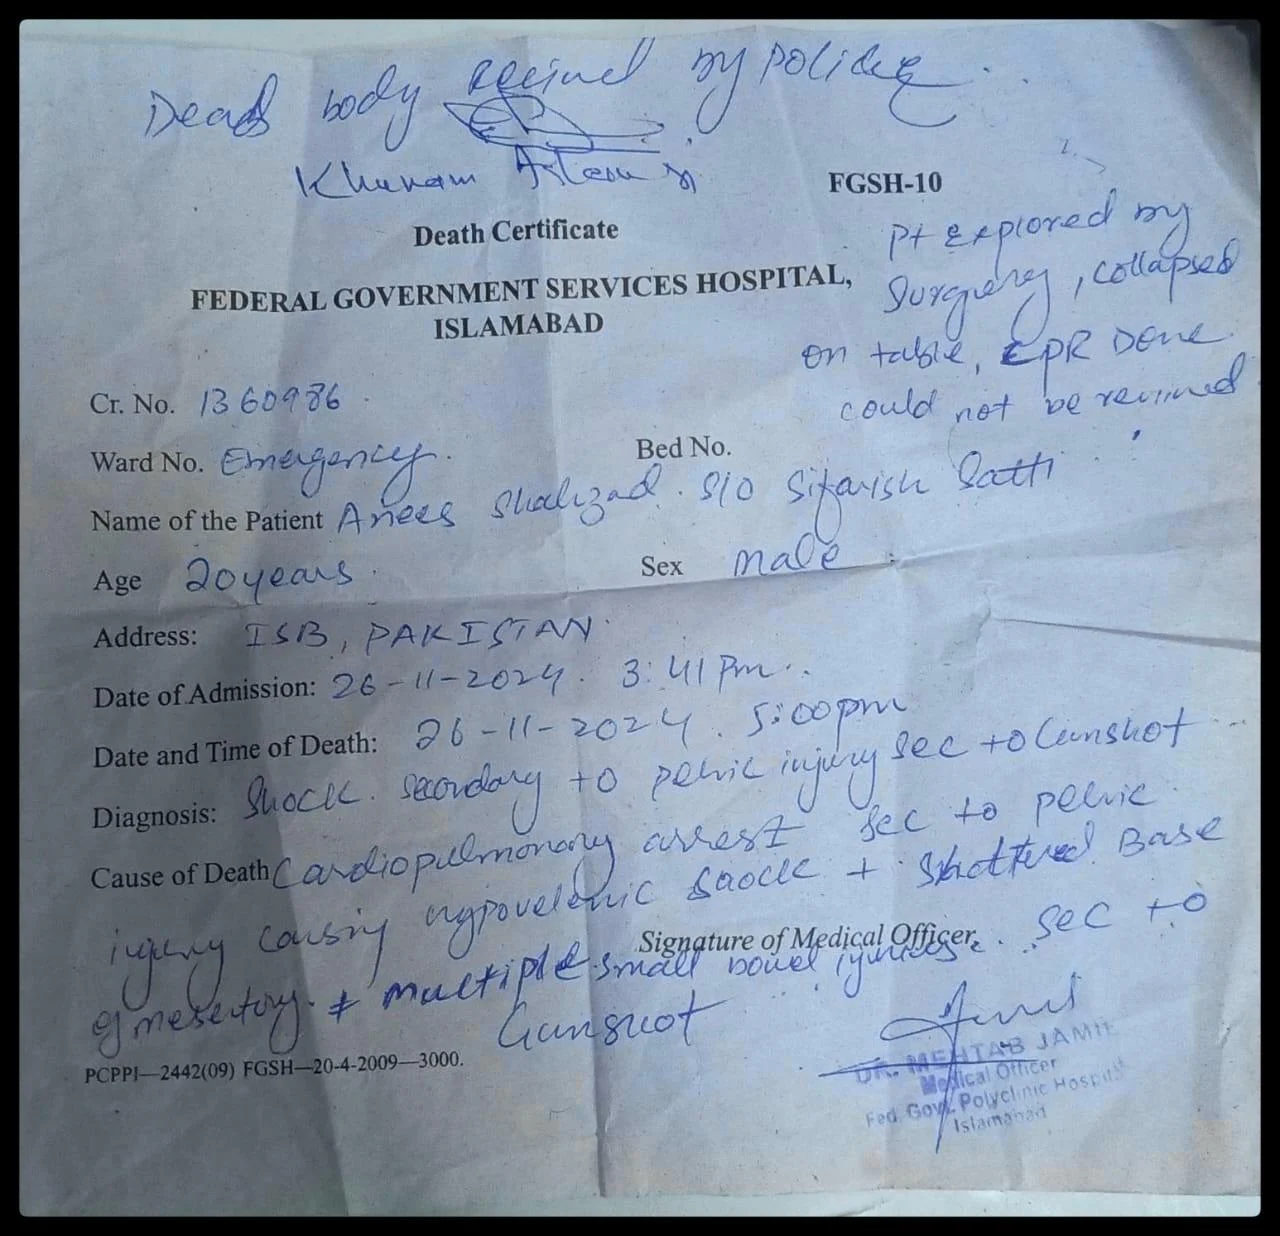 Dead body recived by police
Khuram
FGSH-10
Death Certificate
Pt Explored by
Surguery, collapsed
on table, CPR Done
could not be revived
FEDERAL GOVERNMENT SERVICES HOSPITAL,
ISLAMABAD
Cr. No. 1360986
Ward No. Emergency. Bed No.
Name of the Patient Anees Shahzad. S/O Sifarish Satti
Age 20 years Sex male
Address: ISB, PAKISTAN
Date of Admission: 26-11-2024. 3:41 Pm.
Date and Time of Death: 26-11-2024. 5:00pm
Diagnosis: Shock. secondary to pelvic injury sec to Gunshot
Cause of Death Cardiopulmonary arrest sec to pelvic
injury causing hypovolemic shock + Shattered Base
Signature of Medical Officer
of mesentery. + multiple small bowel injuries. sec to
Gunshot
PCPPI—2442(09) FGSH—20-4-2009—3000.
DR. MEHTAB JAMIL
Medical Officer
Fed. Govt. Polyclinic Hospital
Islamabad